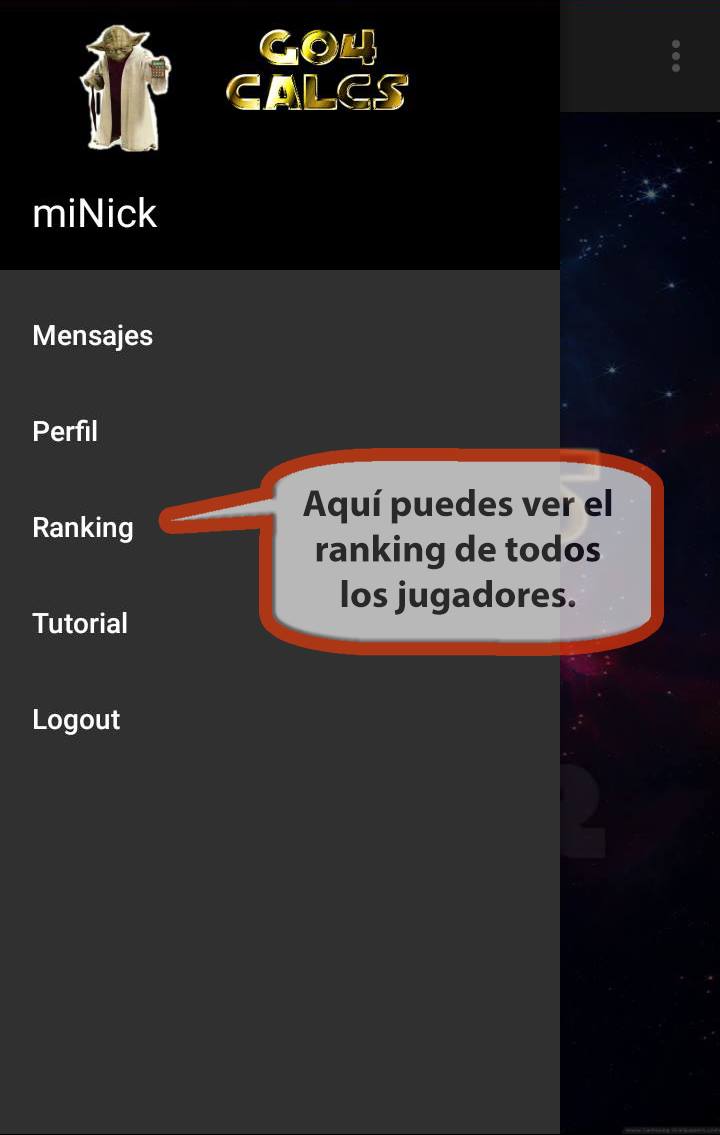 GO4
CALCS
miNick
Mensajes
Perfil
Ranking
Aquí puedes ver el
ranking de todos
los jugadores.
Tutorial
Logout